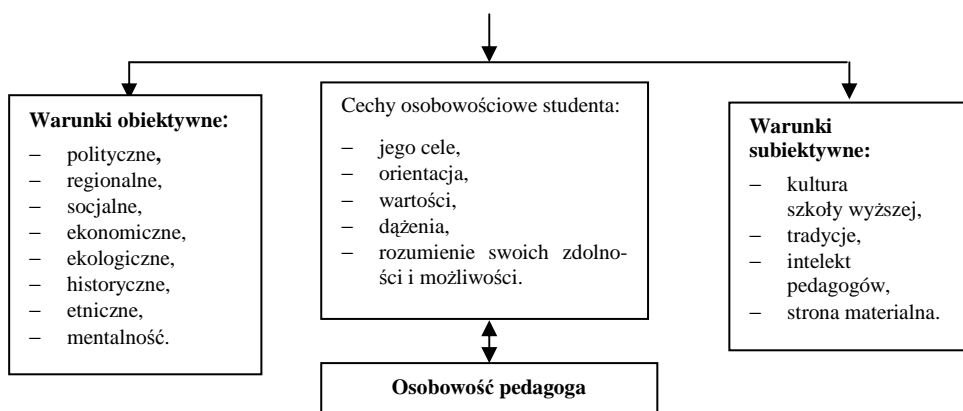 Warunki obiektywne:
– polityczne,
– regionalne,
– socjalne,
– ekonomiczne,
– ekologiczne,
– historyczne,
– etniczne,
– mentalność.
Cechy osobowościowe studenta:
– jego cele,
– orientacja,
– wartości,
– dążenia,
– rozumienie swoich zdolno-
ści i możliwości.
Warunki
subiektywne:
– kultura
szkoły wyższej,
– tradycje,
– intelekt
pedagogów,
– strona materialna.
Osobowość pedagoga